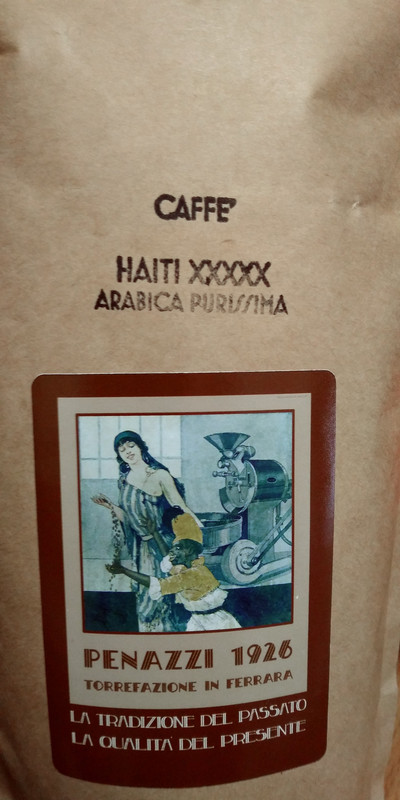 CAFFE'
HAITI XXXXX
ARABICA PURISSIMA
PENAZZI 1926
TORREFAZIONE IN FERRARA
LA TRADIZIONE DEL PASSATO
LA QUALITA' DEL PRESENTE